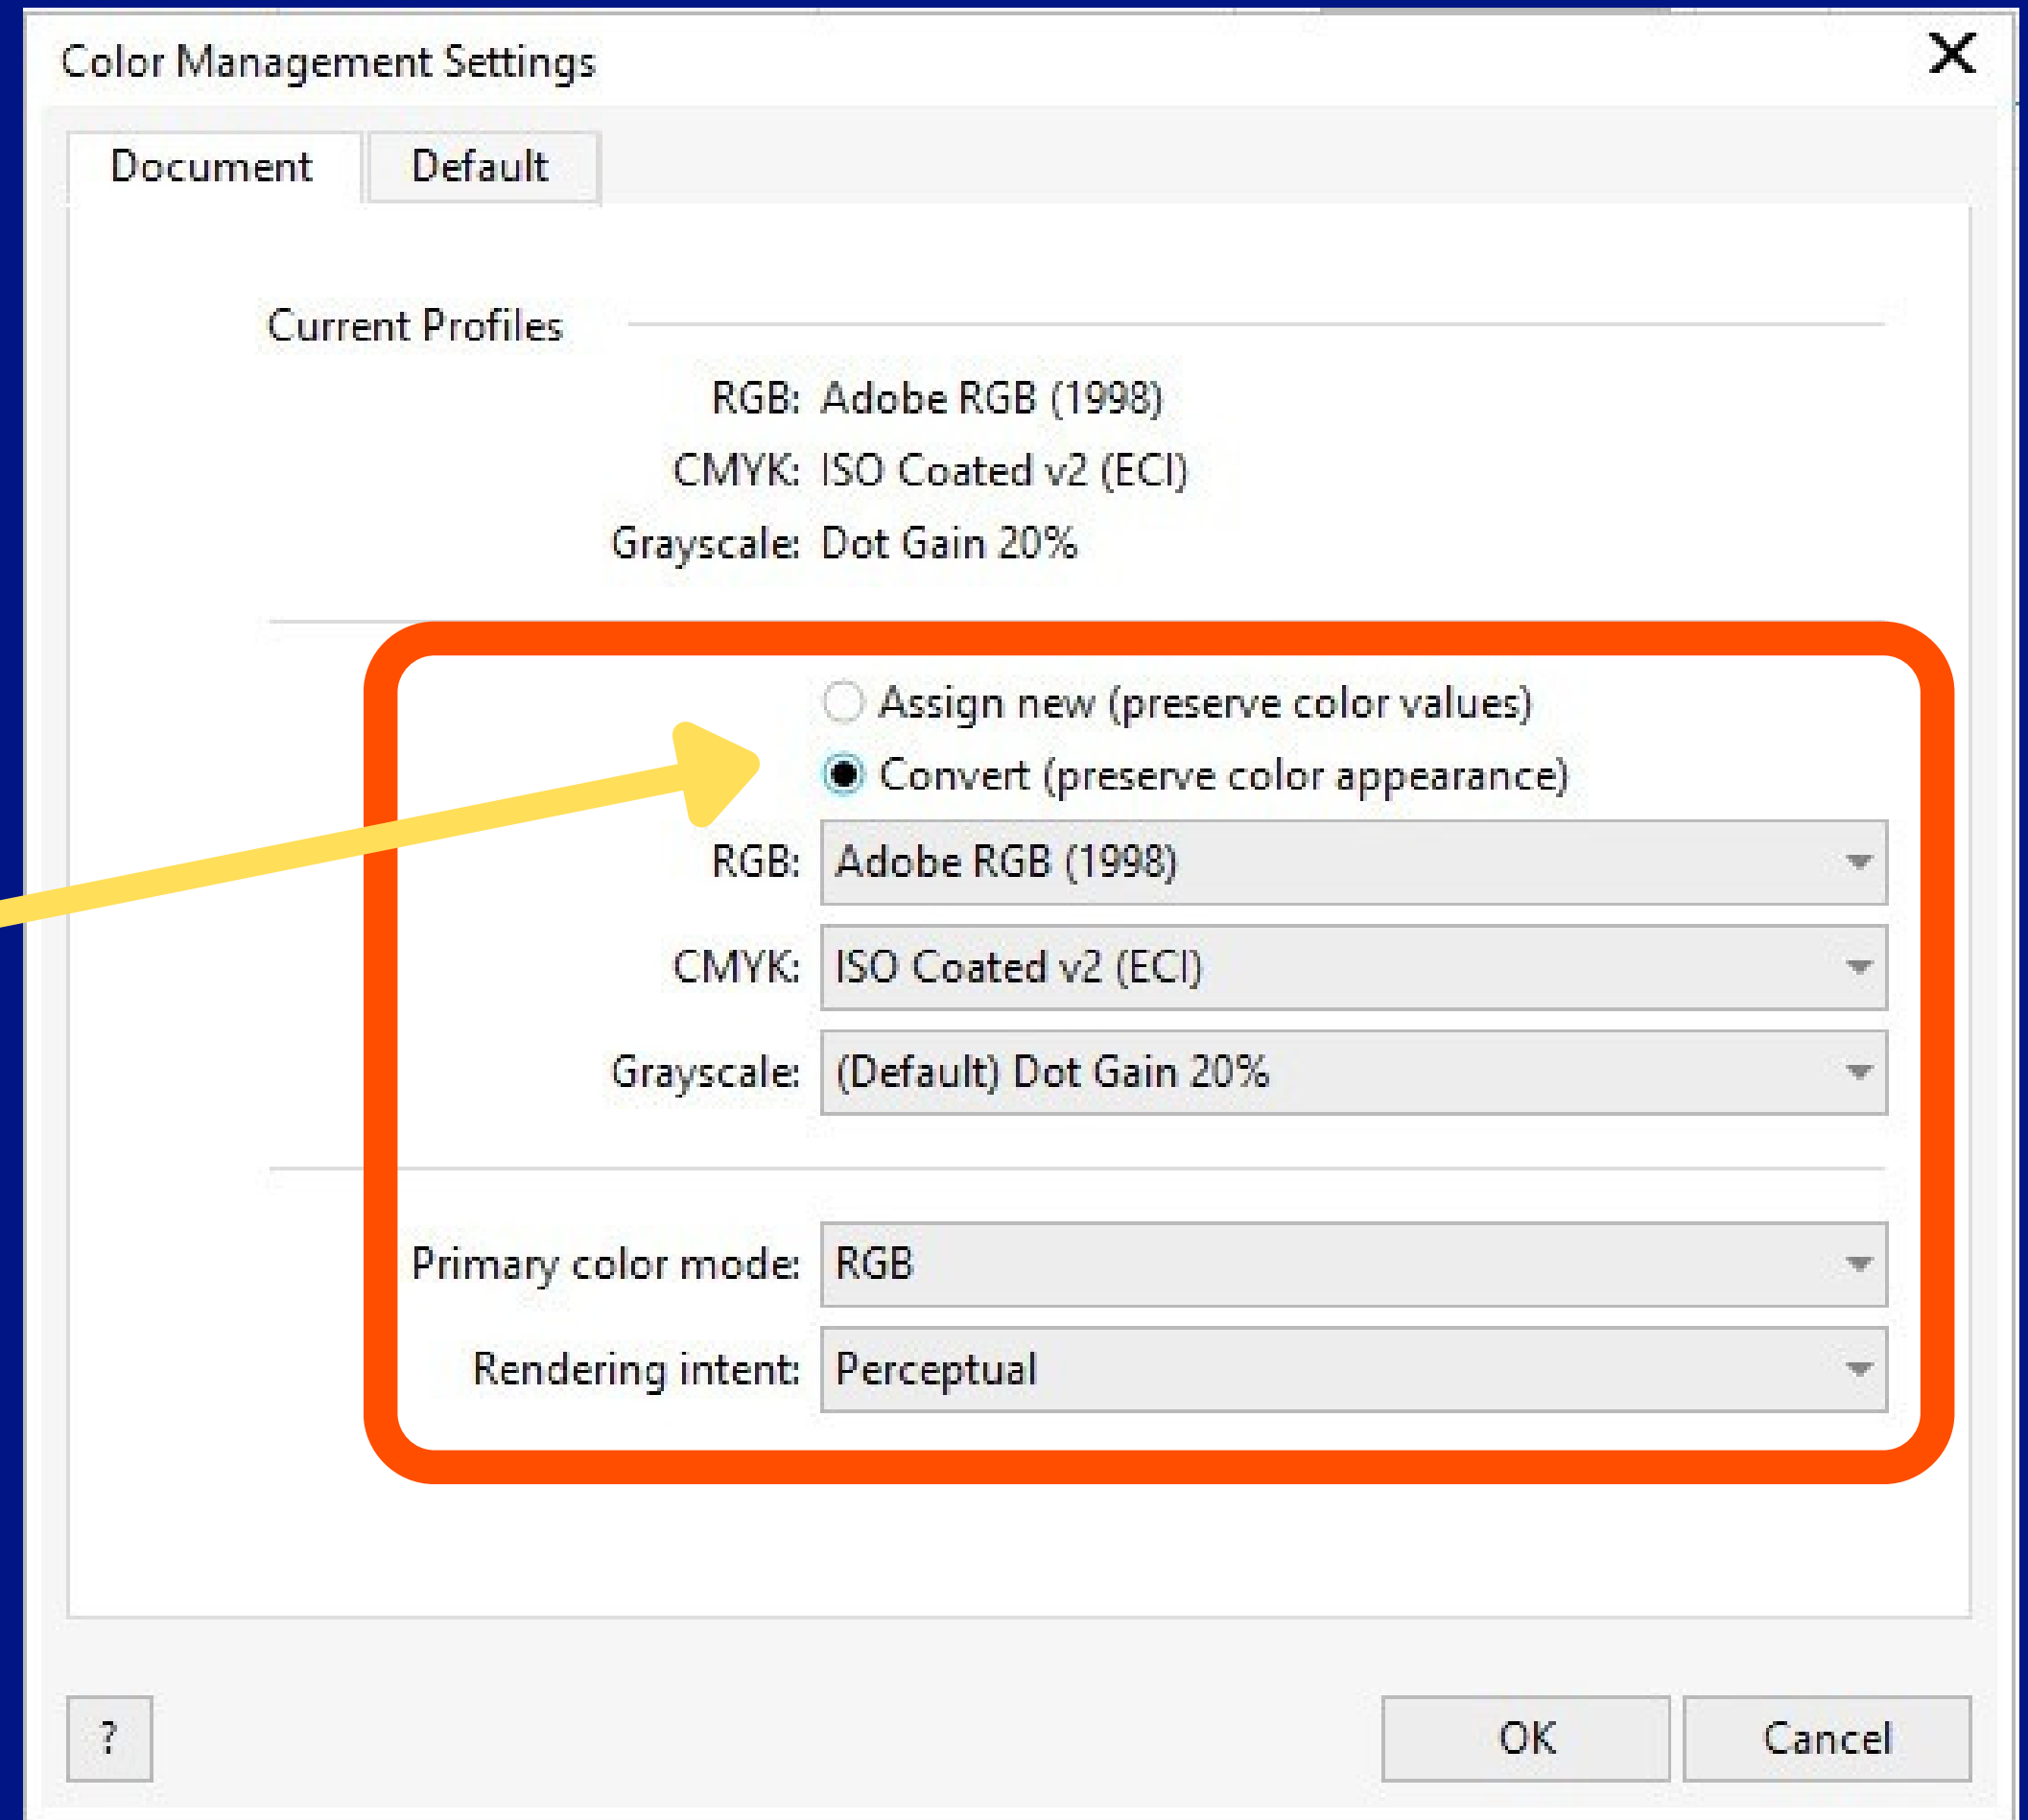 Color Management Settings
Document Default
Current Profiles
RGB: Adobe RGB (1998)
CMYK: ISO Coated v2 (ECI)
Grayscale: Dot Gain 20%
Assign new (preserve color values)
Convert (preserve color appearance)
RGB: Adobe RGB (1998)
CMYK: ISO Coated v2 (ECI)
Grayscale: (Default) Dot Gain 20%
Primary color mode: RGB
Rendering intent: Perceptual
? OK Cancel